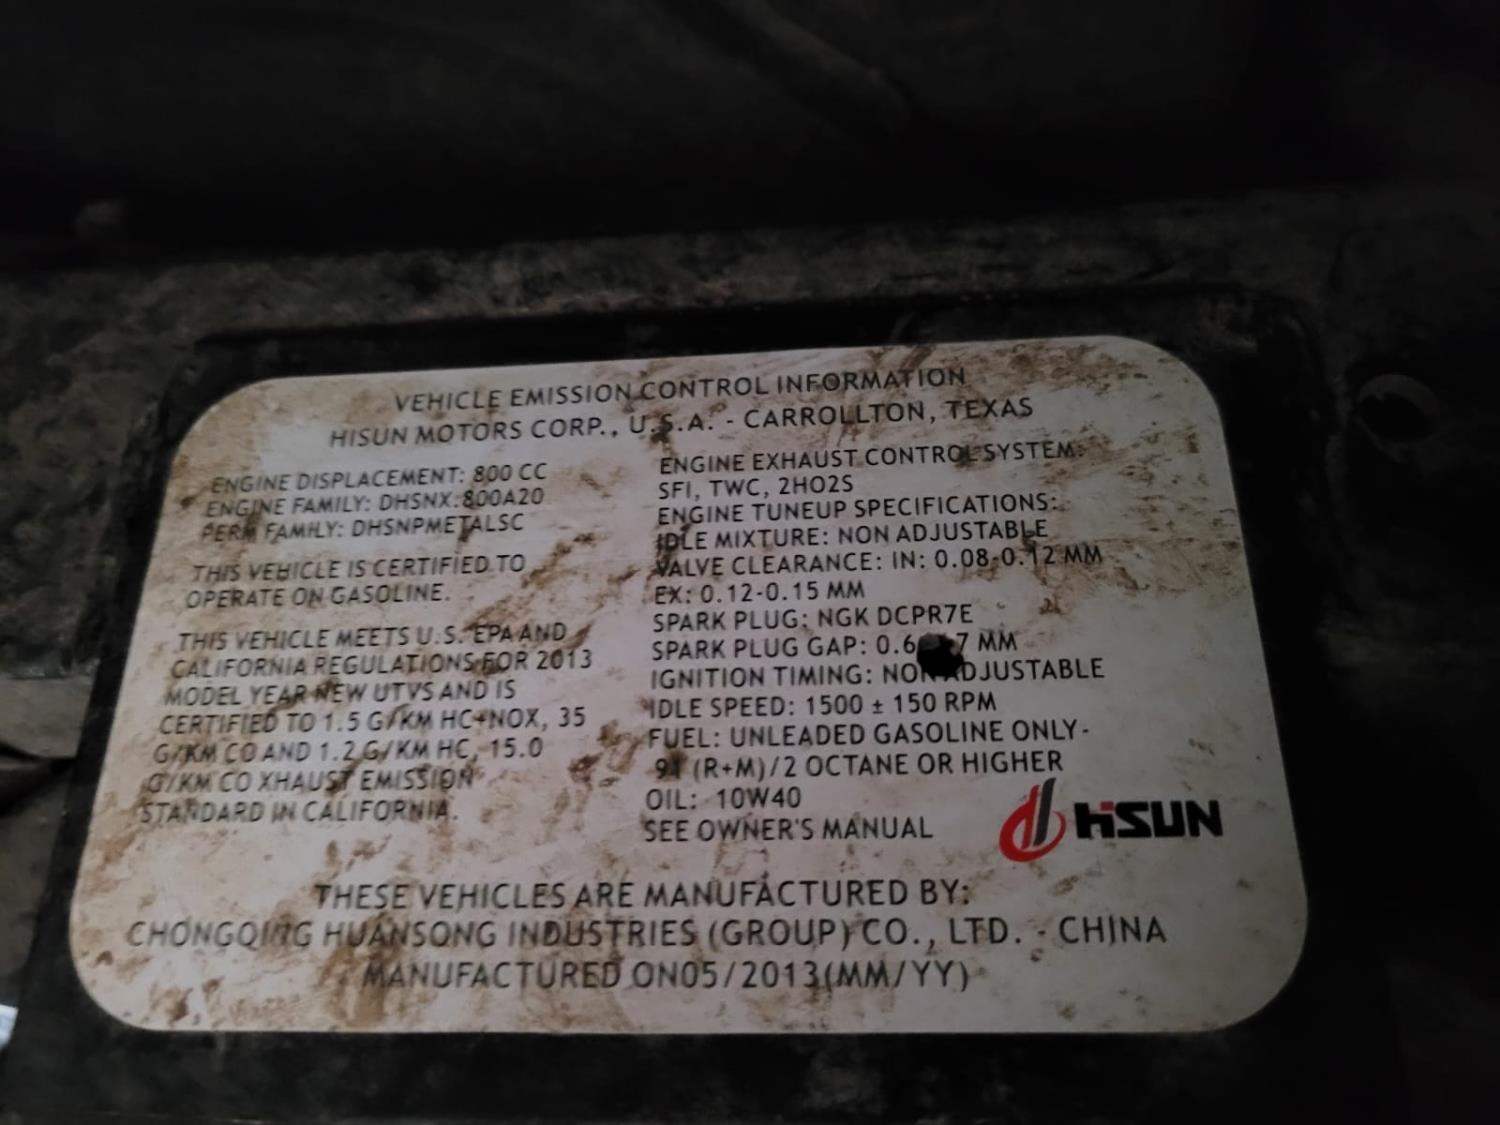 VEHICLE EMISSION CONTROL INFORMATION
HISUN MOTORS CORP., U.S.A. - CARROLLTON, TEXAS
ENGINE DISPLACEMENT: 800 CC
ENGINE FAMILY: DHSNX.800A20
PERM FAMILY: DHSNPMETALSC
THIS VEHICLE IS CERTIFIED TO
OPERATE ON GASOLINE.
THIS VEHICLE MEETS U.S. EPA AND
CALIFORNIA REGULATIONS FOR 2013
MODEL YEAR NEW UTVS AND IS
CERTIFIED TO 1.5 G/KM HC+NOX, 35
G/KM CO AND 1.2 G/KM HC, 15.0
G/KM CO XHAUST EMISSION
STANDARD IN CALIFORNIA.
ENGINE EXHAUST CONTROL SYSTEM:
SFI, TWC, 2HO2S
ENGINE TUNEUP SPECIFICATIONS:
IDLE MIXTURE: NON ADJUSTABLE
VALVE CLEARANCE: IN: 0.08-0.12 MM
EX: 0.12-0.15 MM
SPARK PLUG: NGK DCPR7E
SPARK PLUG GAP: 0.6 7 MM
IGNITION TIMING: NON ADJUSTABLE
IDLE SPEED: 1500 ± 150 RPM
FUEL: UNLEADED GASOLINE ONLY-
91 (R+M)/2 OCTANE OR HIGHER
OIL: 10W40
SEE OWNER'S MANUAL
HISUN
THESE VEHICLES ARE MANUFACTURED BY:
CHONGQING HUANSONG INDUSTRIES (GROUP) CO., LTD. - CHINA
MANUFACTURED ON05/2013(MM/YY)